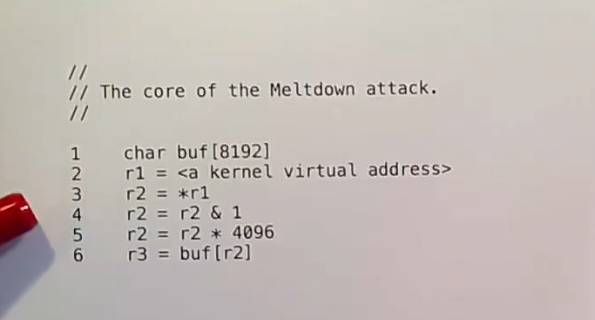 //
// The core of the Meltdown attack.
//
1 char buf[8192]
2 r1 = <a kernel virtual address>
3 r2 = *r1
4 r2 = r2 & 1
5 r2 = r2 * 4096
6 r3 = buf[r2]